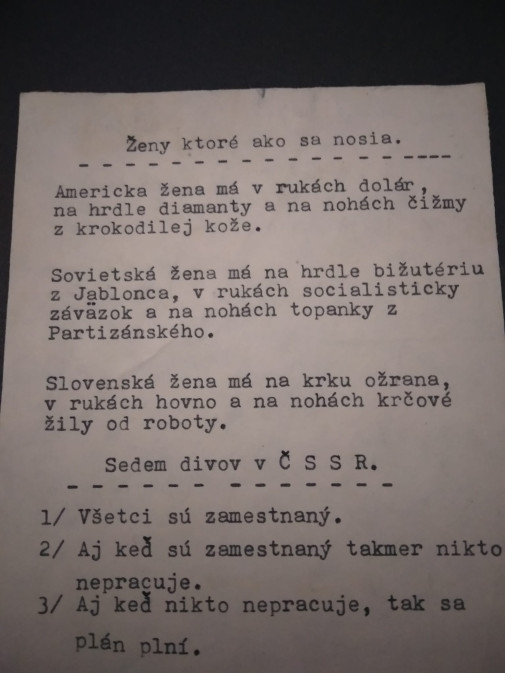 Ženy ktoré ako sa nosia.
Americka žena má v rukách dolár,
na hrdle diamanty a na nohách čižmy
z krokodilej kože.
Sovietská žena má na hrdle bižutériu
z Jablonca, v rukách socialisticky
záväzok a na nohách topanky z
Partizánského.
Slovenská žena má na krku ožrana,
v rukách hovno a na nohách krčové
žily od roboty.
Sedem divov v Č S S R.
1/ Všetci sú zamestnaný.
2/ Aj keď sú zamestnaný takmer nikto
nepracuje.
3/ Aj keď nikto nepracuje, tak sa
plán plní.